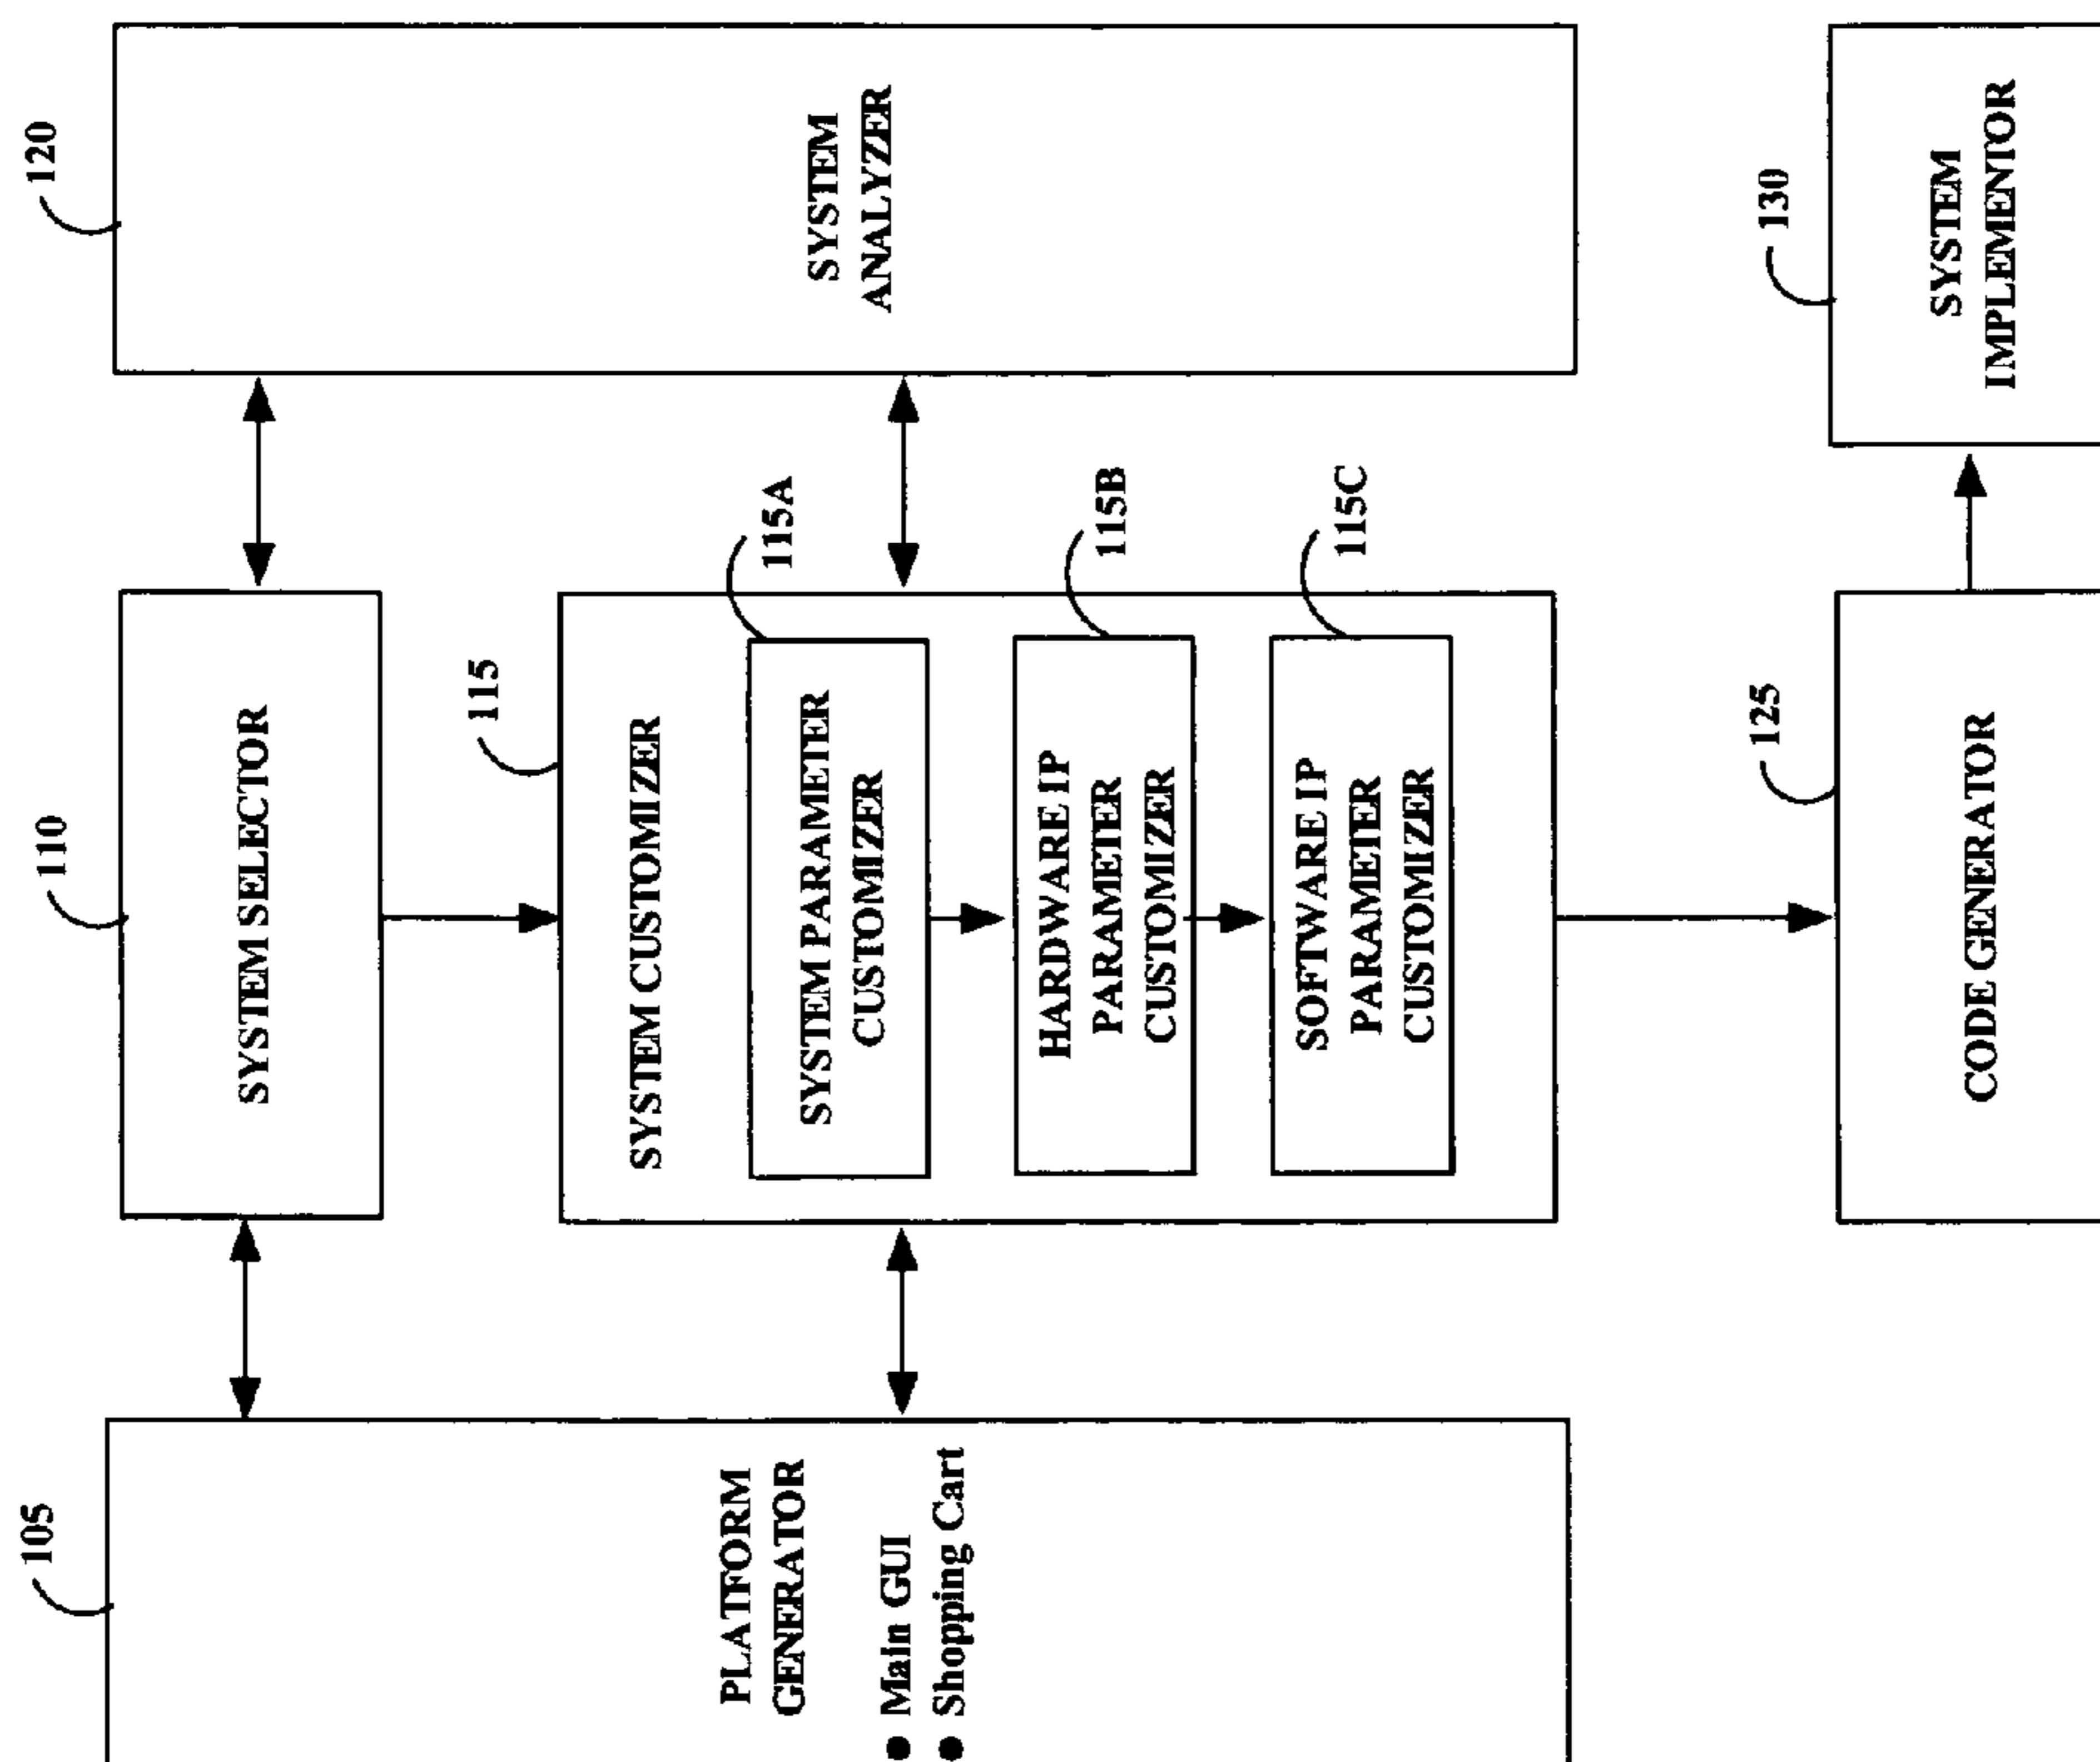 105
PLATFORM
GENERATOR
● Main GUI
● Shopping Cart
110
SYSTEM SELECTOR
115
SYSTEM CUSTOMIZER
115A
SYSTEM PARAMETER
CUSTOMIZER
115B
HARDWARE IP
PARAMETER
CUSTOMIZER
115C
SOFTWARE IP
PARAMETER
CUSTOMIZER
120
SYSTEM
ANALYZER
125
CODE GENERATOR
130
SYSTEM
IMPLEMENTOR